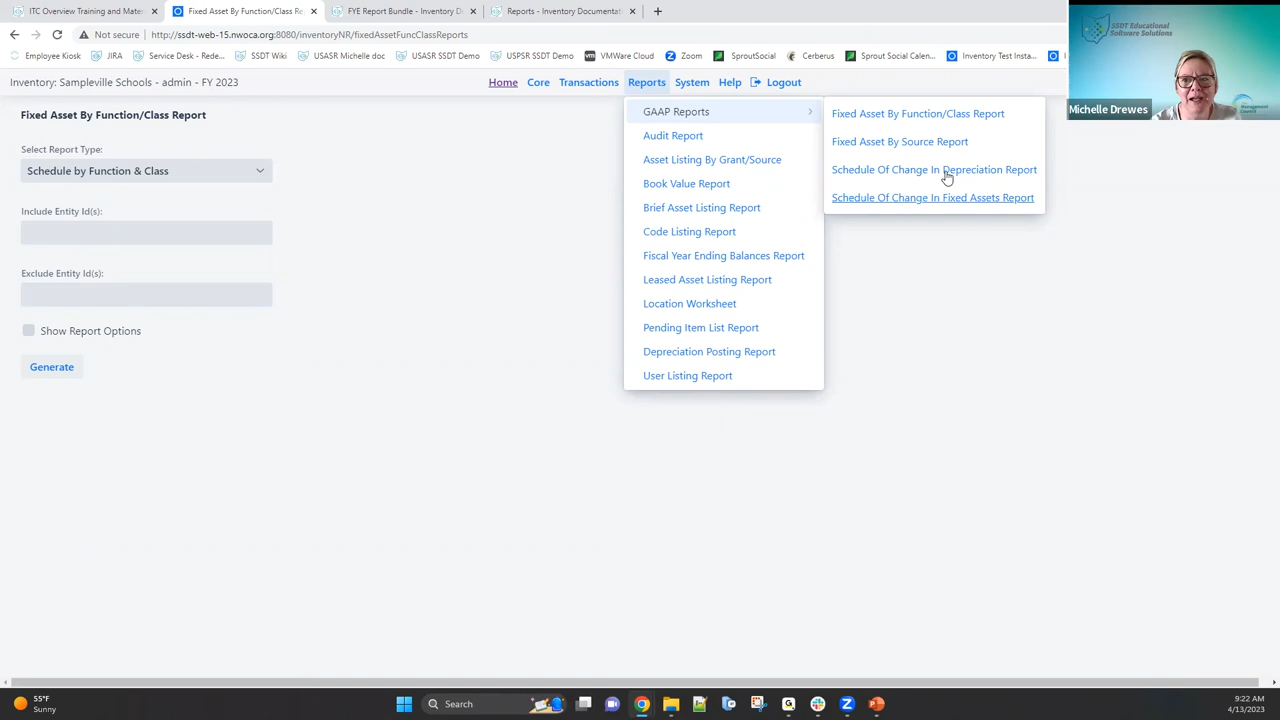 ITC Overview Training and Mater
Fixed Asset By Function/Class Re
FYE Report Bundle - Inventory D
Reports - Inventory Documentat
Not secure
http://ssdt-web-15.nwoca.org:8080/inventoryNR/fixedAssetFuncClassReports
Employee Kiosk
JIRA
Service Desk - Rede...
SSDT Wiki
USASR Michelle doc
USASR SSDT Demo
USPSR SSDT Demo
VMWare Cloud
Zoom
SproutSocial
Cerberus
Sprout Social Calen...
Inventory Test Insta...
SSDT Educational
Software Solutions
Michelle Drewes
Management
Council
Inventory: Sampleville Schools - admin - FY 2023
Home
Core
Transactions
Reports
System
Help
Logout
Fixed Asset By Function/Class Report
Select Report Type:
Schedule by Function & Class
Include Entity Id(s):
Exclude Entity Id(s):
Show Report Options
Generate
GAAP Reports
Audit Report
Asset Listing By Grant/Source
Book Value Report
Brief Asset Listing Report
Code Listing Report
Fiscal Year Ending Balances Report
Leased Asset Listing Report
Location Worksheet
Pending Item List Report
Depreciation Posting Report
User Listing Report
Fixed Asset By Function/Class Report
Fixed Asset By Source Report
Schedule Of Change In Depreciation Report
Schedule Of Change In Fixed Assets Report
55°F
Sunny
Search
9:22 AM
4/13/2023